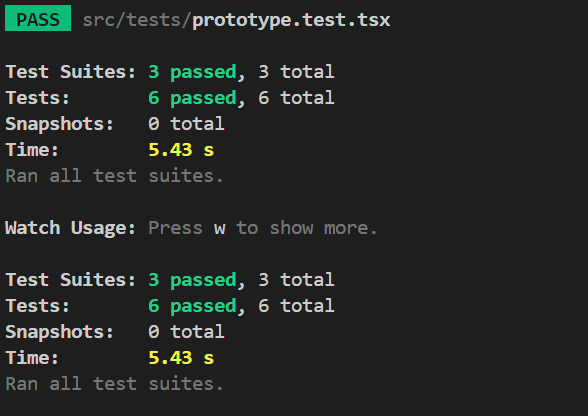 PASS src/tests/prototype.test.tsx
Test Suites: 3 passed, 3 total
Tests: 6 passed, 6 total
Snapshots: 0 total
Time: 5.43 s
Ran all test suites.
Watch Usage: Press w to show more.
Test Suites: 3 passed, 3 total
Tests: 6 passed, 6 total
Snapshots: 0 total
Time: 5.43 s
Ran all test suites.